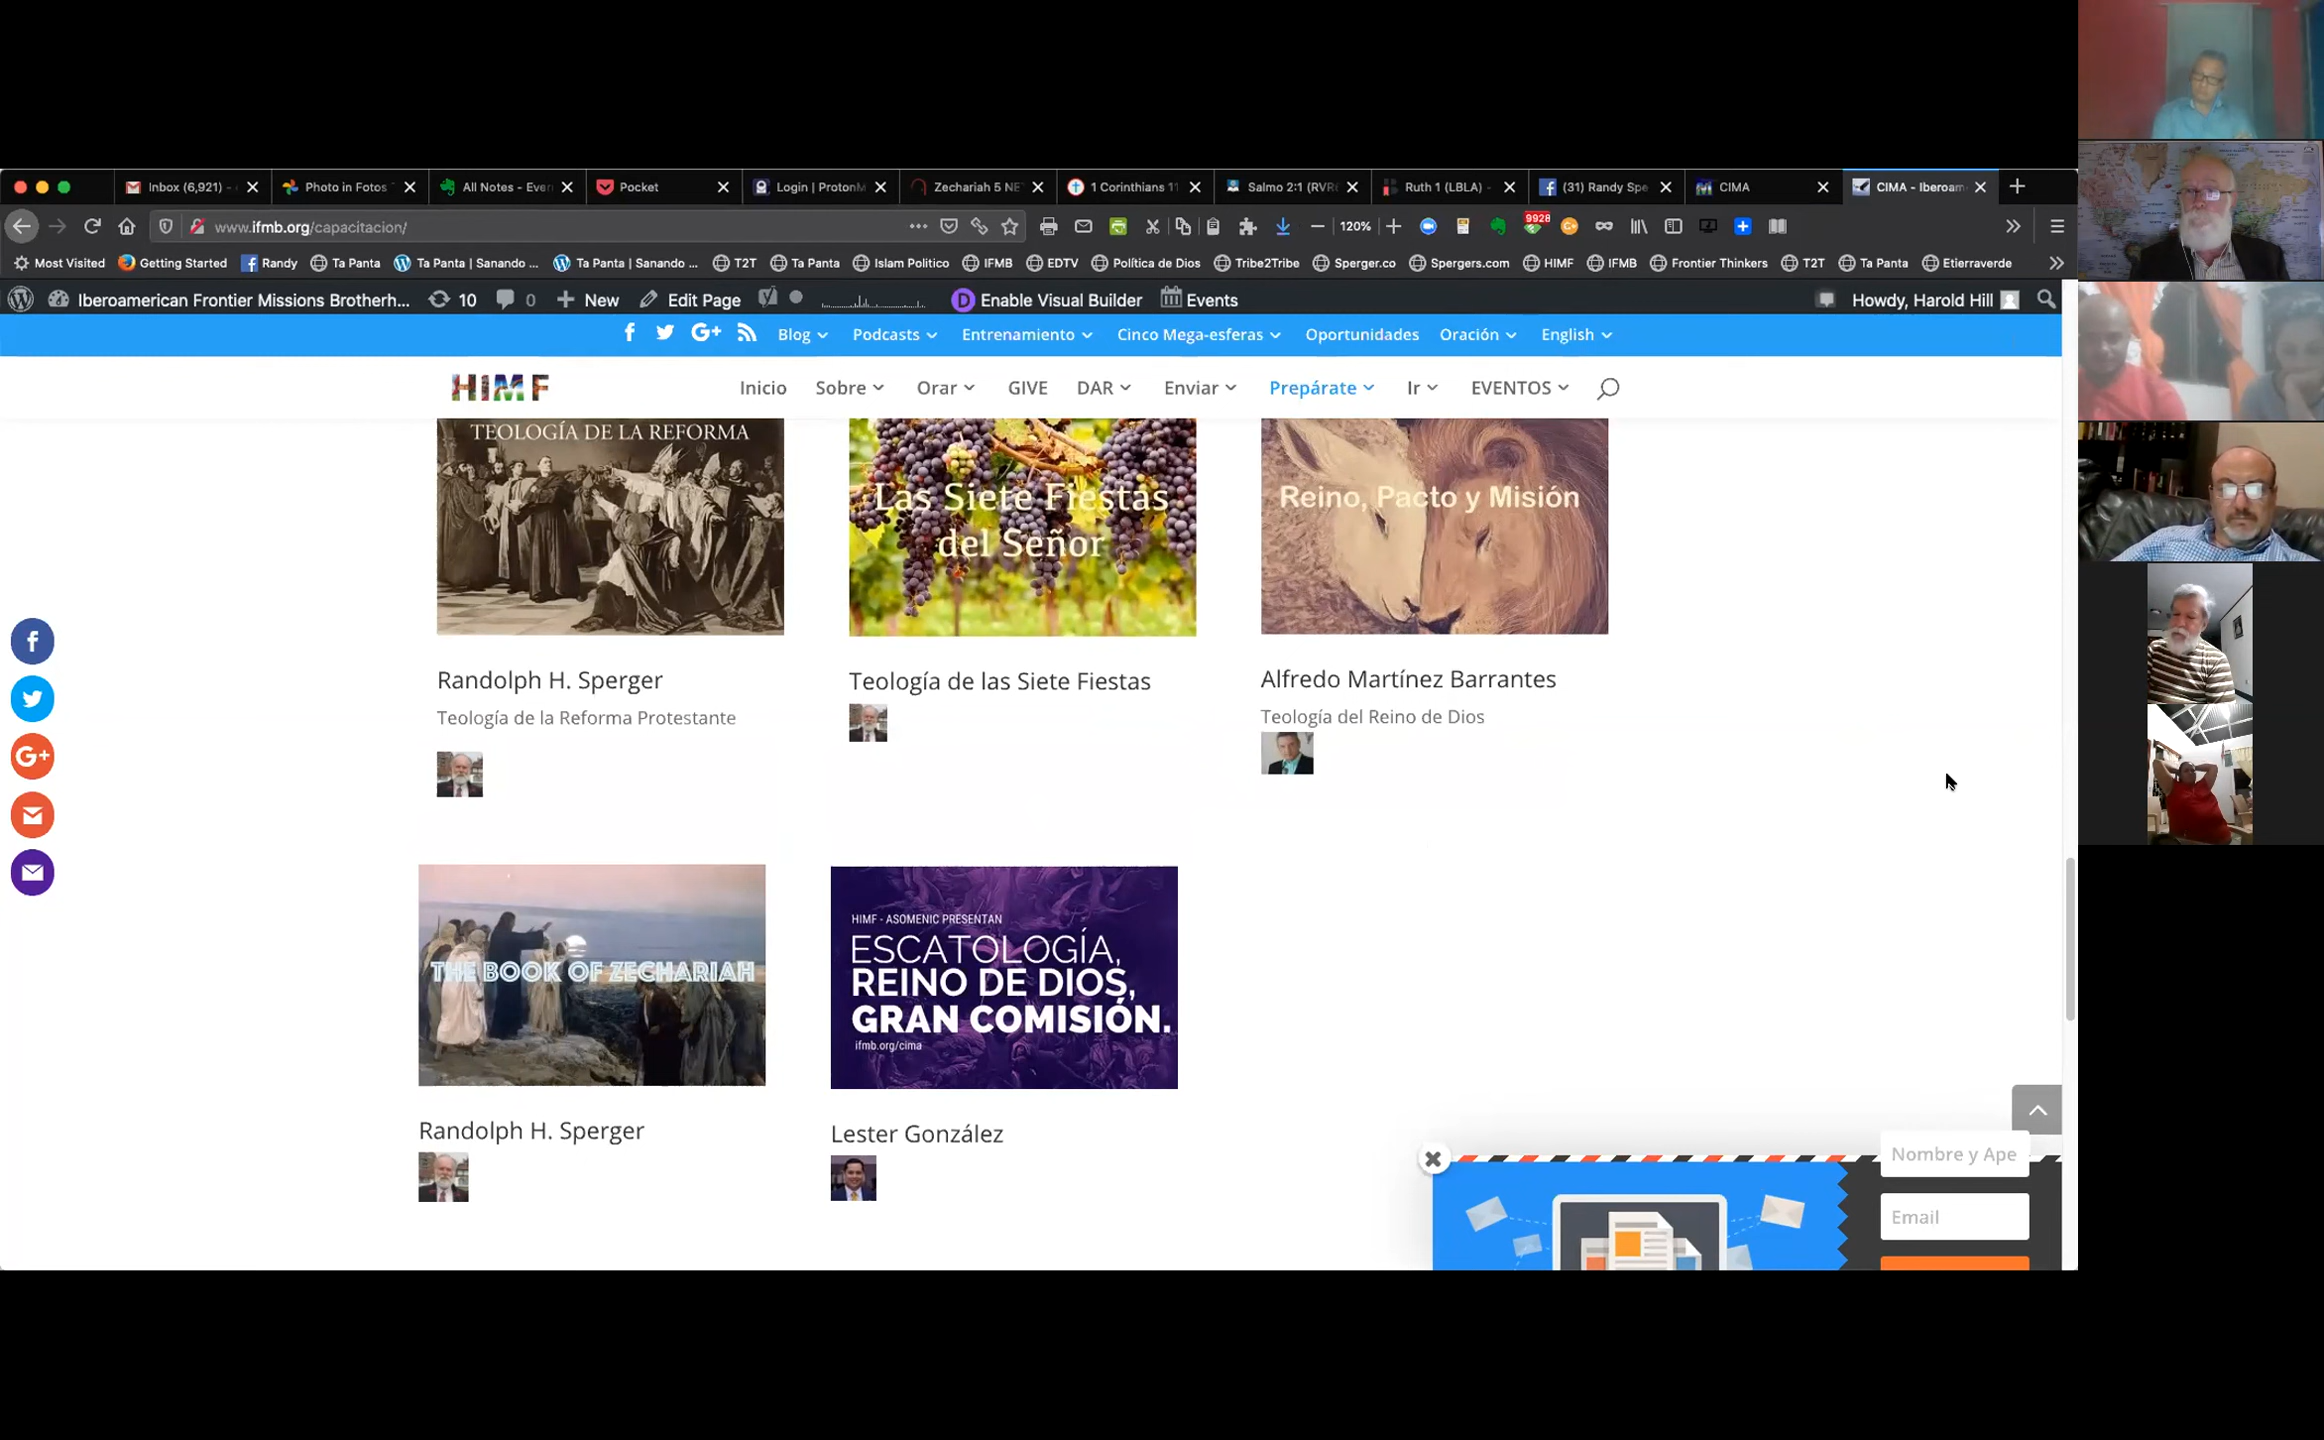 Inbox (6,921) -
Photo in Fotos
All Notes - Ever
Pocket
Login | ProtonM
Zechariah 5 NE
1 Corinthians 11
Salmo 2:1 (RVR
Ruth 1 (LBLA) -
(31) Randy Spe
CIMA
CIMA - Iberoam
www.ifmb.org/capacitacion/
120%
9928
Most Visited
Getting Started
Randy
Ta Panta
Ta Panta | Sanando ...
Ta Panta | Sanando ...
T2T
Ta Panta
Islam Politico
IFMB
EDTV
Política de Dios
Tribe2Tribe
Sperger.co
Spergers.com
HIMF
IFMB
Frontier Thinkers
T2T
Ta Panta
Etierraverde
Iberoamerican Frontier Missions Brotherh...
10
0
New
Edit Page
Enable Visual Builder
Events
Howdy, Harold Hill
Blog
Podcasts
Entrenamiento
Cinco Mega-esferas
Oportunidades
Oración
English
HIMF
Inicio
Sobre
Orar
GIVE
DAR
Enviar
Prepárate
Ir
EVENTOS
TEOLOGÍA DE LA REFORMA
Las Siete Fiestas
del Señor
Reino, Pacto y Misión
Randolph H. Sperger
Teología de la Reforma Protestante
Teología de las Siete Fiestas
Alfredo Martínez Barrantes
Teología del Reino de Dios
THE BOOK OF ZECHARIAH
HIMF - ASOMENIC PRESENTAN
ESCATOLOGÍA,
REINO DE DIOS,
GRAN COMISIÓN.
ifmb.org/cima
Randolph H. Sperger
Lester González
Nombre y Ape
Email